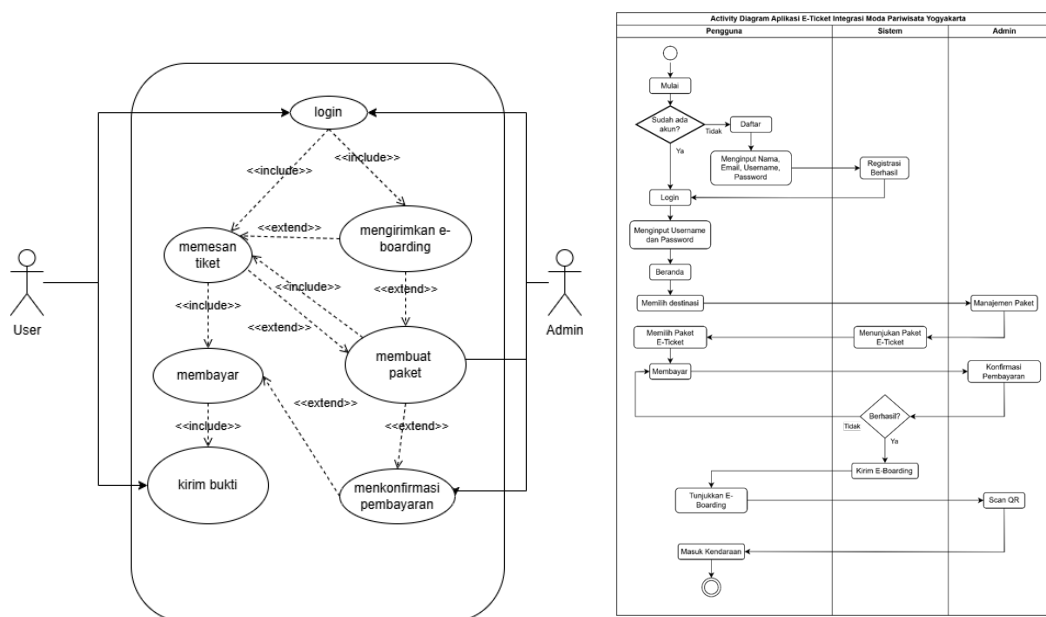 login
<<include>>
<<include>>
memesan
tiket
<<extend>>
mengirimkan e-
boarding
<<include>>
<<include>>
<<extend>>
<<extend>>
User
Admin
membayar
membuat
paket
<<include>>
<<extend>>
<<extend>>
kirim bukti
menkonfirmasi
pembayaran
Activity Diagram Aplikasi E-Ticket Integrasi Moda Pariwisata Yogyakarta
Pengguna
Sistem
Admin
Mulai
Sudah ada
akun?
Tidak
Daftar
Ya
Menginput Nama,
Email, Username,
Password
Registrasi
Berhasil
Login
Menginput Username
dan Password
Beranda
Memilih destinasi
Manajemen Paket
Memilih Paket
E-Ticket
Menunjukan Paket
E-Ticket
Membayar
Konfirmasi
Pembayaran
Berhasil?
Tidak
Ya
Kirim E-Boarding
Tunjukkan E-
Boarding
Scan QR
Masuk Kendaraan